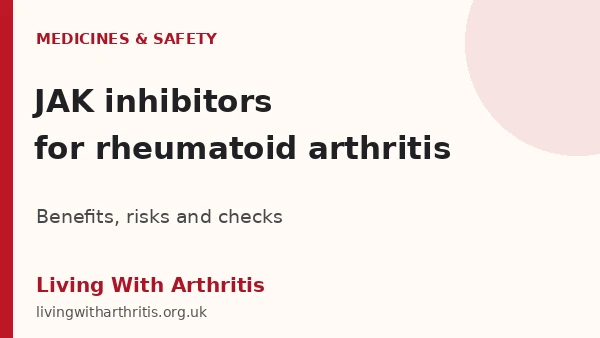 MEDICINES & SAFETY
JAK inhibitors
for rheumatoid arthritis
Benefits, risks and checks
Living With Arthritis
livingwitharthritis.org.uk